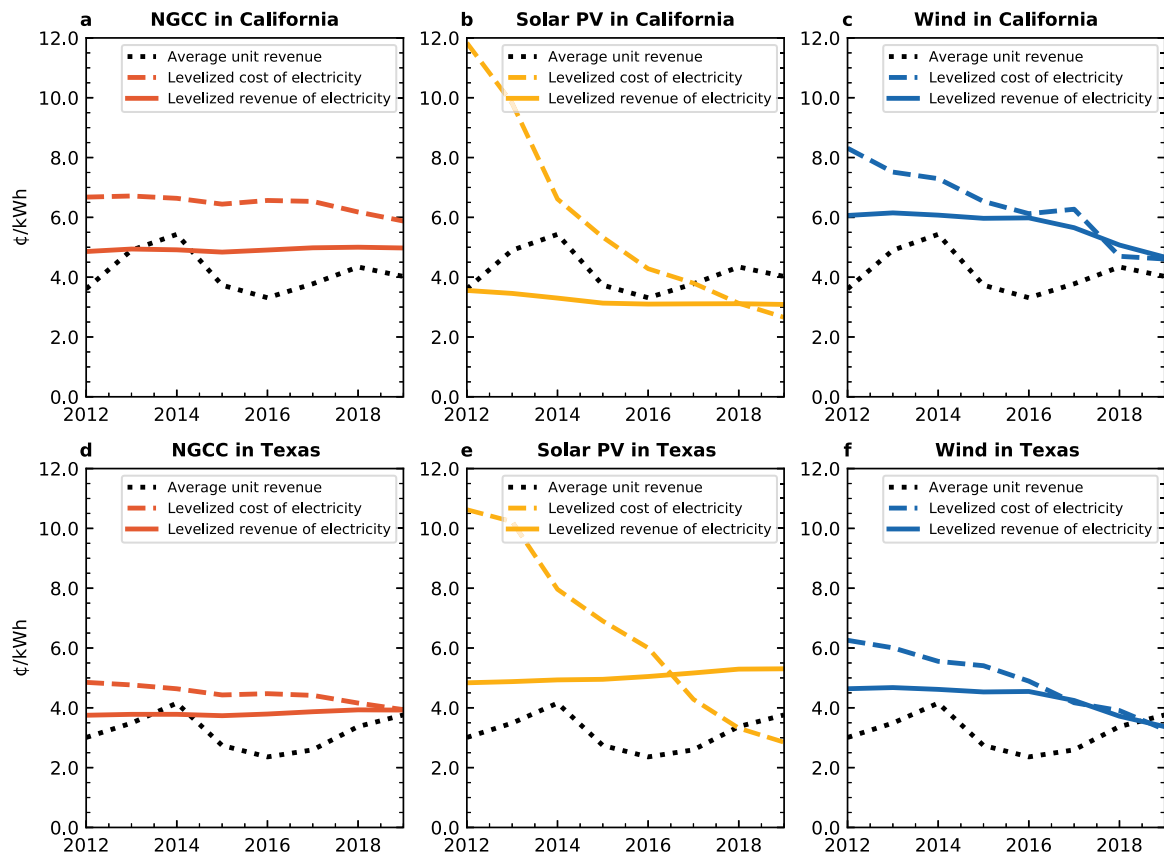 a NGCC in California
12.0
10.0
8.0
6.0
4.0
2.0
0.0
¢/kWh
Average unit revenue
Levelized cost of electricity
Levelized revenue of electricity
2012 2014 2016 2018
b Solar PV in California
12.0
10.0
8.0
6.0
4.0
2.0
0.0
Average unit revenue
Levelized cost of electricity
Levelized revenue of electricity
2012 2014 2016 2018
c Wind in California
12.0
10.0
8.0
6.0
4.0
2.0
0.0
Average unit revenue
Levelized cost of electricity
Levelized revenue of electricity
2012 2014 2016 2018
d NGCC in Texas
12.0
10.0
8.0
6.0
4.0
2.0
0.0
¢/kWh
Average unit revenue
Levelized cost of electricity
Levelized revenue of electricity
2012 2014 2016 2018
e Solar PV in Texas
12.0
10.0
8.0
6.0
4.0
2.0
0.0
Average unit revenue
Levelized cost of electricity
Levelized revenue of electricity
2012 2014 2016 2018
f Wind in Texas
12.0
10.0
8.0
6.0
4.0
2.0
0.0
Average unit revenue
Levelized cost of electricity
Levelized revenue of electricity
2012 2014 2016 2018